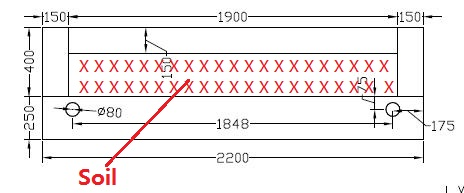 150 1900 150
400 150
X X X X X X X X X X X X X X X X X X X X X
X X X X X X X X X X X X X X X X X X X X X
75
250 Ø80 1848 175
Soil 2200